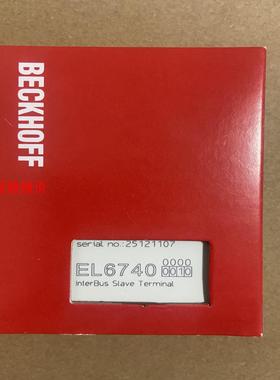 BECKHOFF
serial no.:25121107
EL6740 0000
0010
InterBus Slave Terminal